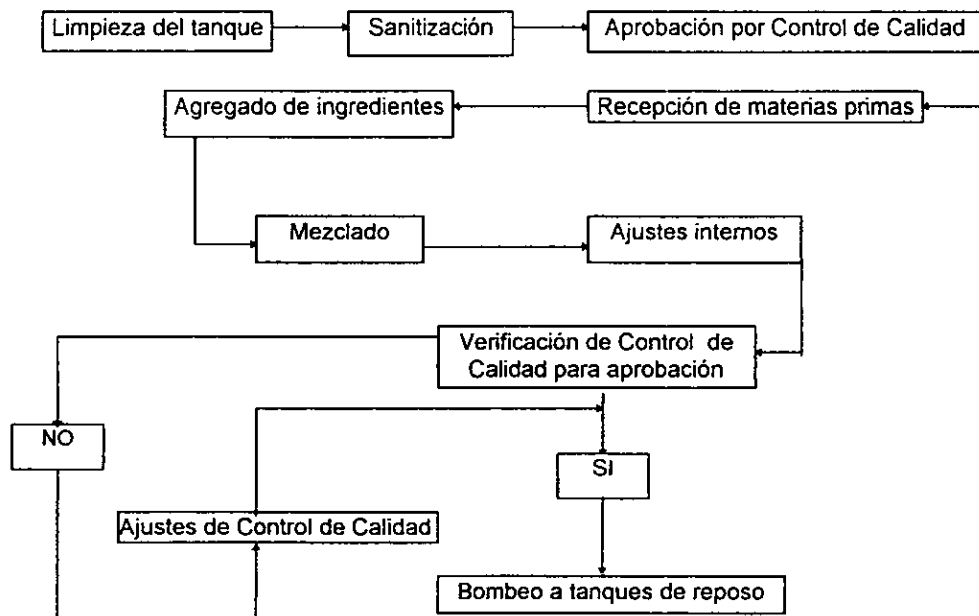 Limpieza del tanque
Sanitización
Aprobación por Control de Calidad
Agregado de ingredientes
Recepción de materias primas
Mezclado
Ajustes internos
Verificación de Control de
Calidad para aprobación
NO
SI
Ajustes de Control de Calidad
Bombeo a tanques de reposo